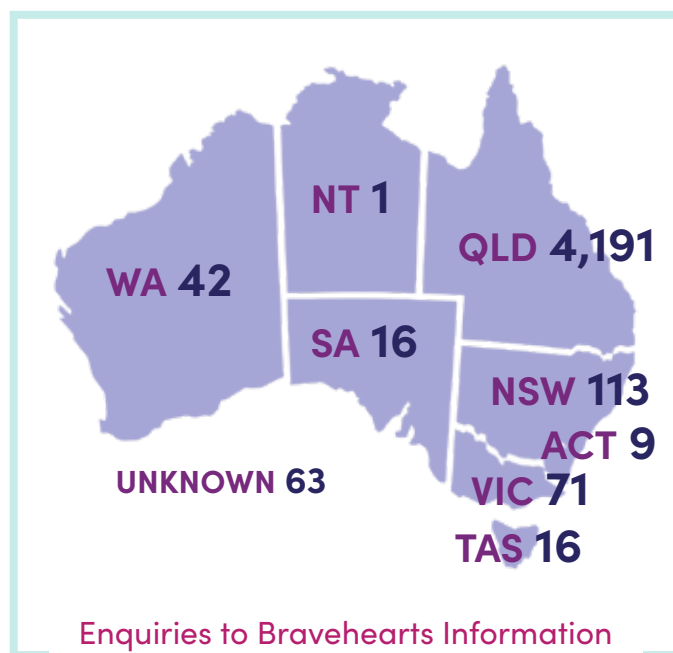 NT 1
QLD 4,191
WA 42
SA 16
NSW 113
ACT 9
UNKNOWN 63
VIC 71
TAS 16
Enquiries to Bravehearts Information